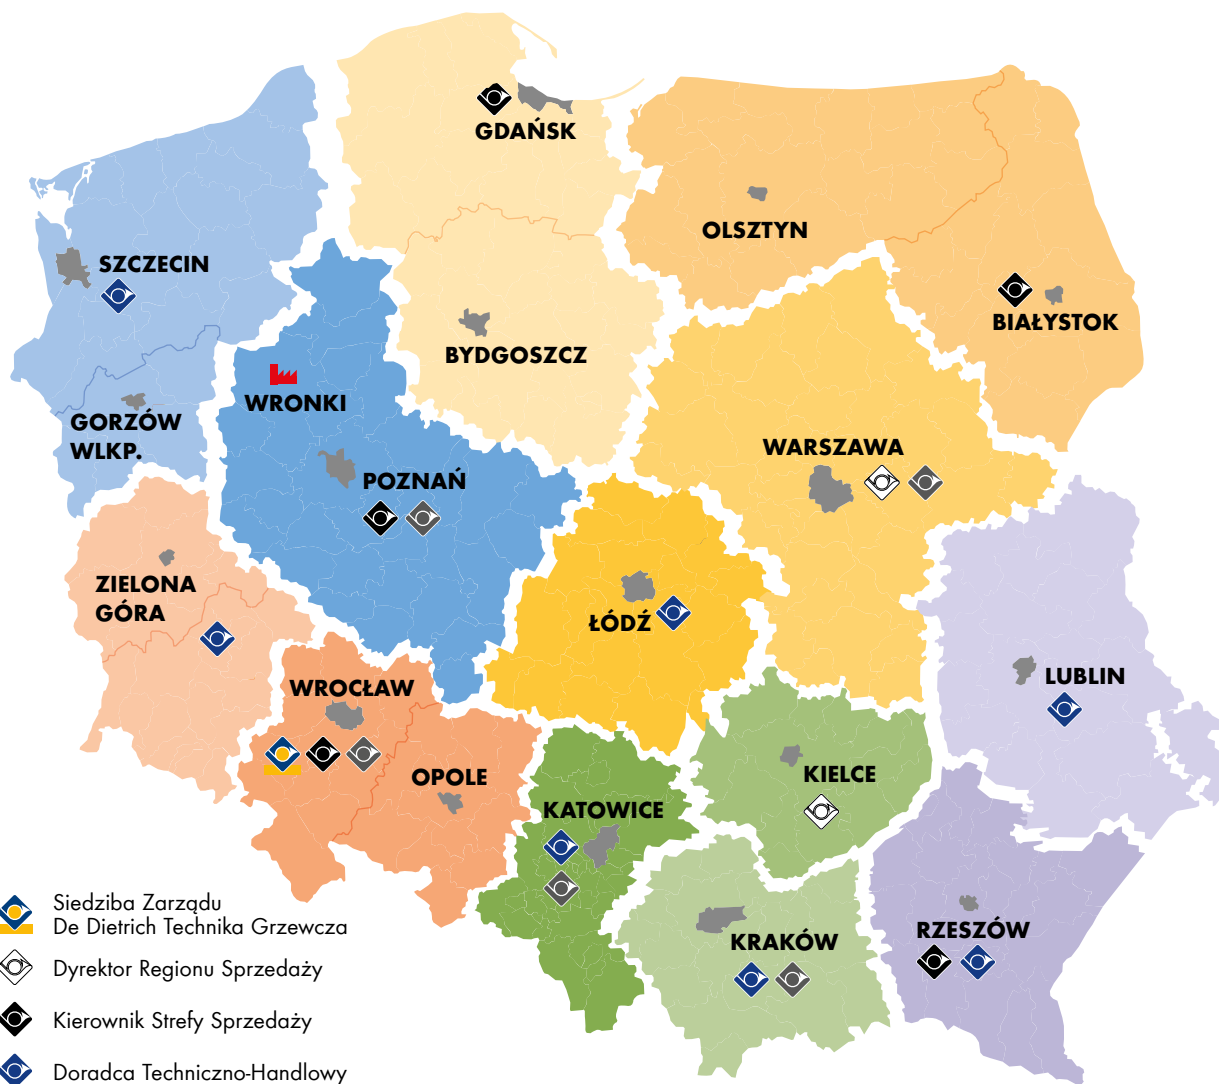 GDAŃSK
OLSZTYN
SZCZECIN
BIAŁYSTOK
BYDGOSZCZ
WRONKI
GORZÓW
WLKP.
WARSZAWA
POZNAŃ
ZIELONA
GÓRA
ŁÓDŹ
LUBLIN
WROCŁAW
OPOLE
KIELCE
KATOWICE
RZESZÓW
KRAKÓW
Siedziba Zarządu
De Dietrich Technika Grzewcza
Dyrektor Regionu Sprzedaży
Kierownik Strefy Sprzedaży
Doradca Techniczno-Handlowy